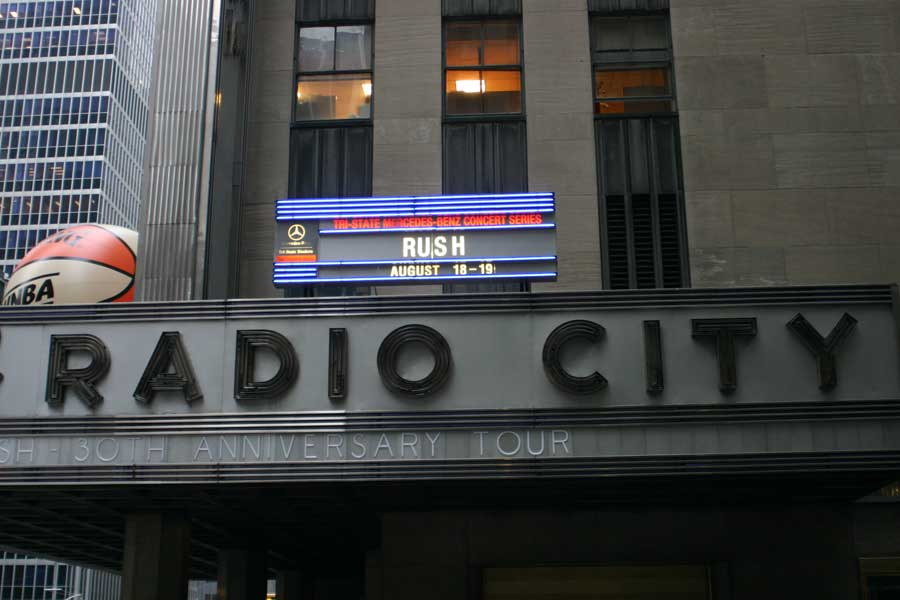 TRI-STATE MERCEDES-BENZ CONCERT SERIES
RUSH
AUGUST 18-19
WNBA
RADIO CITY
SH - 30TH ANNIVERSARY TOUR